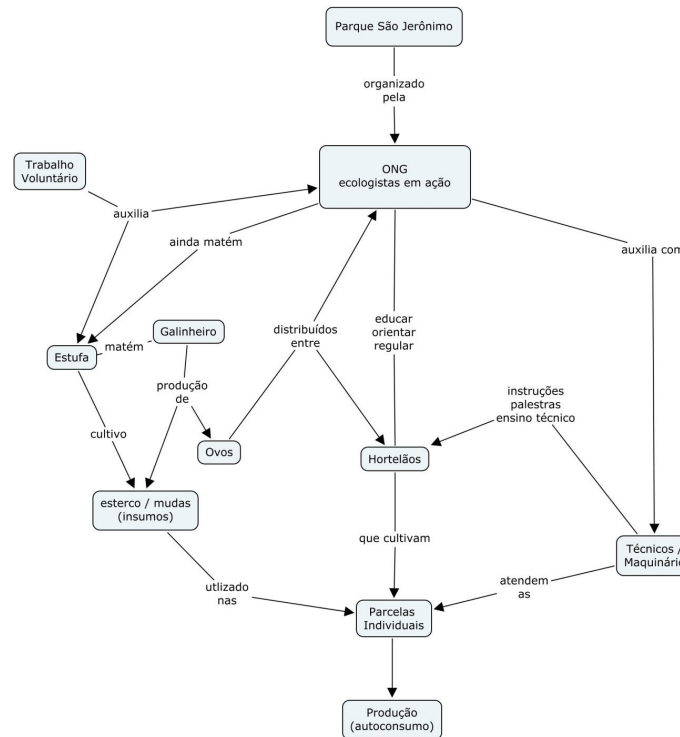 Parque São Jerônimo
organizado
pela
Trabalho
Voluntário
ONG
ecologistas em ação
auxilia
ainda matém
auxilia com
Galinheiro
distribuídos
entre
educar
orientar
regular
matém
Estufa
produção
de
instruções
palestras
ensino técnico
cultivo
Ovos
Hortelãos
esterco / mudas
(insumos)
que cultivam
Técnicos /
Maquinário
utlizado
nas
atendem
as
Parcelas
Individuais
Produção
(autoconsumo)